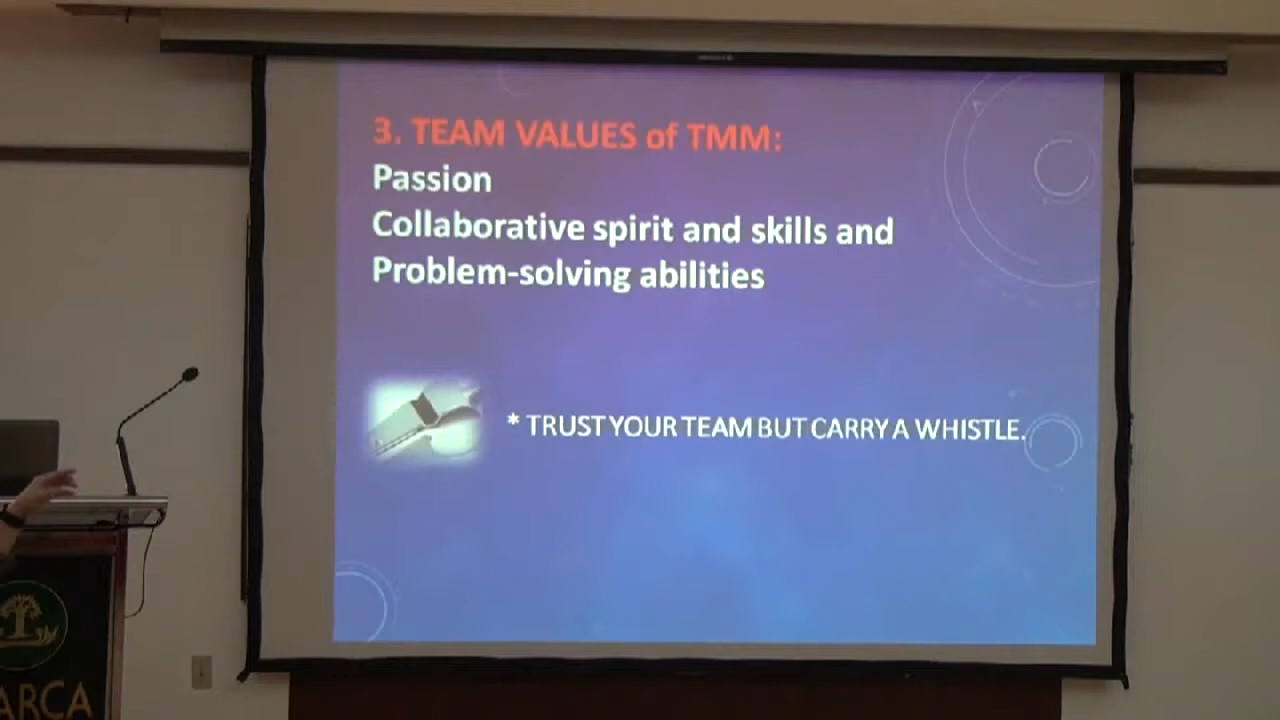 3. TEAM VALUES of TMM:
Passion
Collaborative spirit and skills and
Problem-solving abilities
* TRUST YOUR TEAM BUT CARRY A WHISTLE.
ARCA